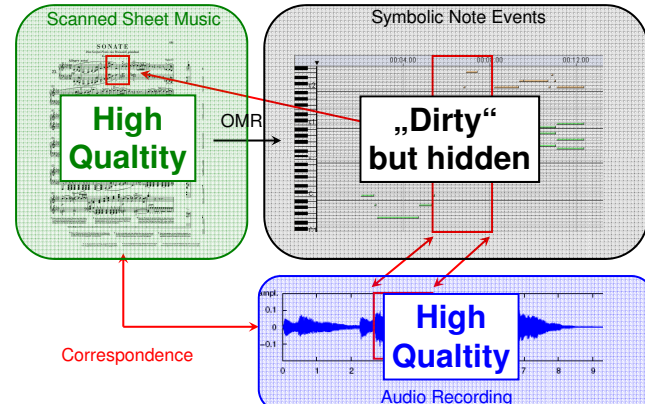 Scanned Sheet Music
Symbolic Note Events
SONATE
00:04.00
00:08.00
00:12.00
High
Qualtity
OMR
„Dirty“
but hidden
ampl.
0.1
0
−0.1
0 1 2 7 8 9
High
Qualtity
Correspondence
Audio Recording